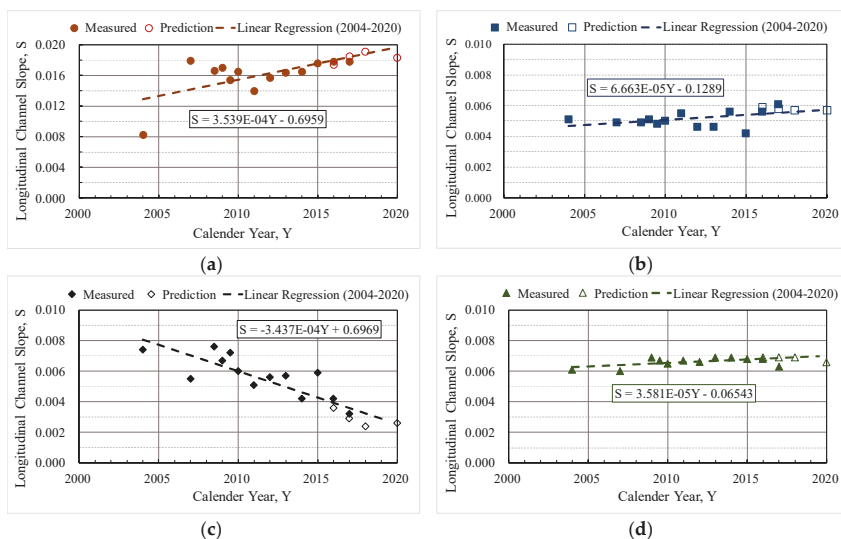 Measured Prediction Linear Regression (2004-2020)
Longitudinal Channel Slope, S
0.020
0.016
0.012
0.008
0.004
0.000
S = 3.539E-04Y - 0.6959
2000 2005 2010 2015 2020
Calender Year, Y
(a)
Measured Prediction Linear Regression (2004-2020)
Longitudinal Channel Slope, S
0.010
0.008
0.006
0.004
0.002
0.000
S = 6.663E-05Y - 0.1289
2000 2005 2010 2015 2020
Calender Year, Y
(b)
Measured Prediction Linear Regression (2004-2020)
Longitudinal Channel Slope, S
0.010
0.008
0.006
0.004
0.002
0.000
S = -3.437E-04Y + 0.6969
2000 2005 2010 2015 2020
Calender Year, Y
(c)
Measured Prediction Linear Regression (2004-2020)
Longitudinal Channel Slope, S
0.010
0.008
0.006
0.004
0.002
0.000
S = 3.581E-05Y - 0.06543
2000 2005 2010 2015 2020
Calender Year, Y
(d)